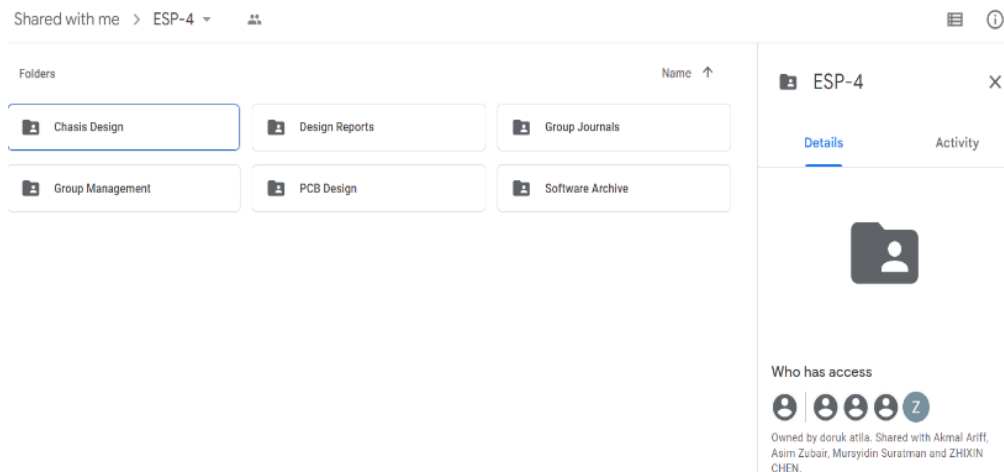 Shared with me > ESP-4
Folders
Name ↑
Chasis Design
Design Reports
Group Journals
Group Management
PCB Design
Software Archive
ESP-4
Details
Activity
Who has access
Z
Owned by doruk atila. Shared with Akmal Ariff,
Asim Zubair, Mursyidin Suratman and ZHIXIN
CHEN.